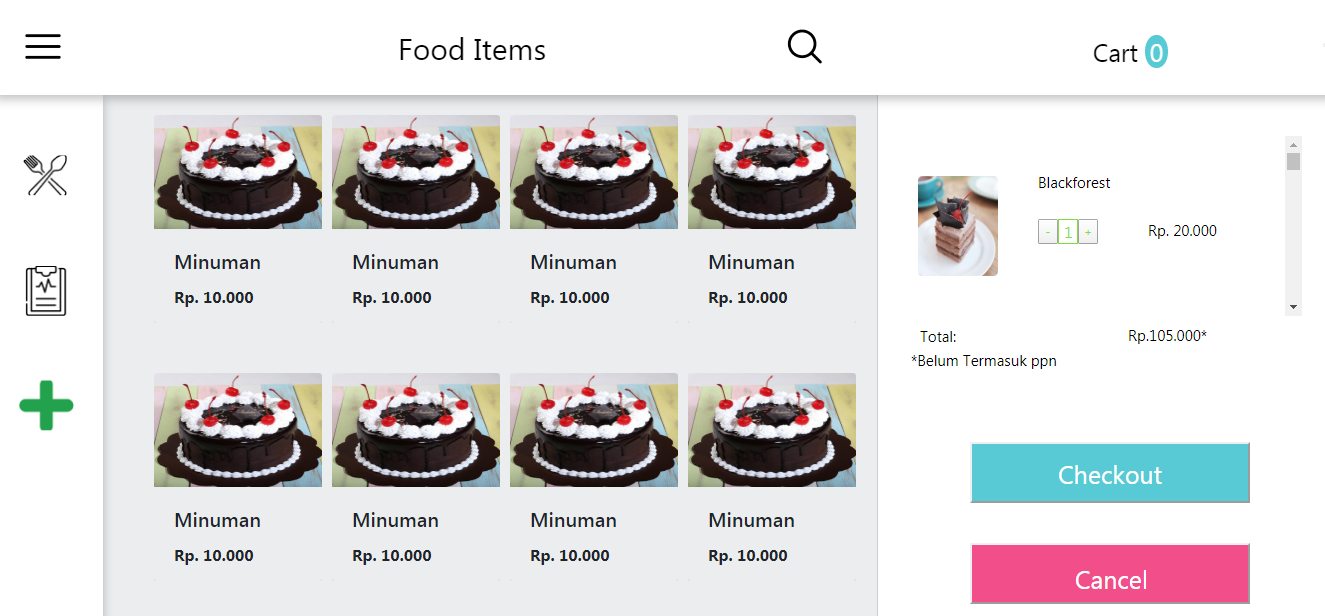 Food Items
Cart 0
Minuman Minuman Minuman Minuman
Rp. 10.000 Rp. 10.000 Rp. 10.000 Rp. 10.000
Minuman Minuman Minuman Minuman
Rp. 10.000 Rp. 10.000 Rp. 10.000 Rp. 10.000
Blackforest
- 1 + Rp. 20.000
Total: Rp.105.000*
*Belum Termasuk ppn
Checkout
Cancel